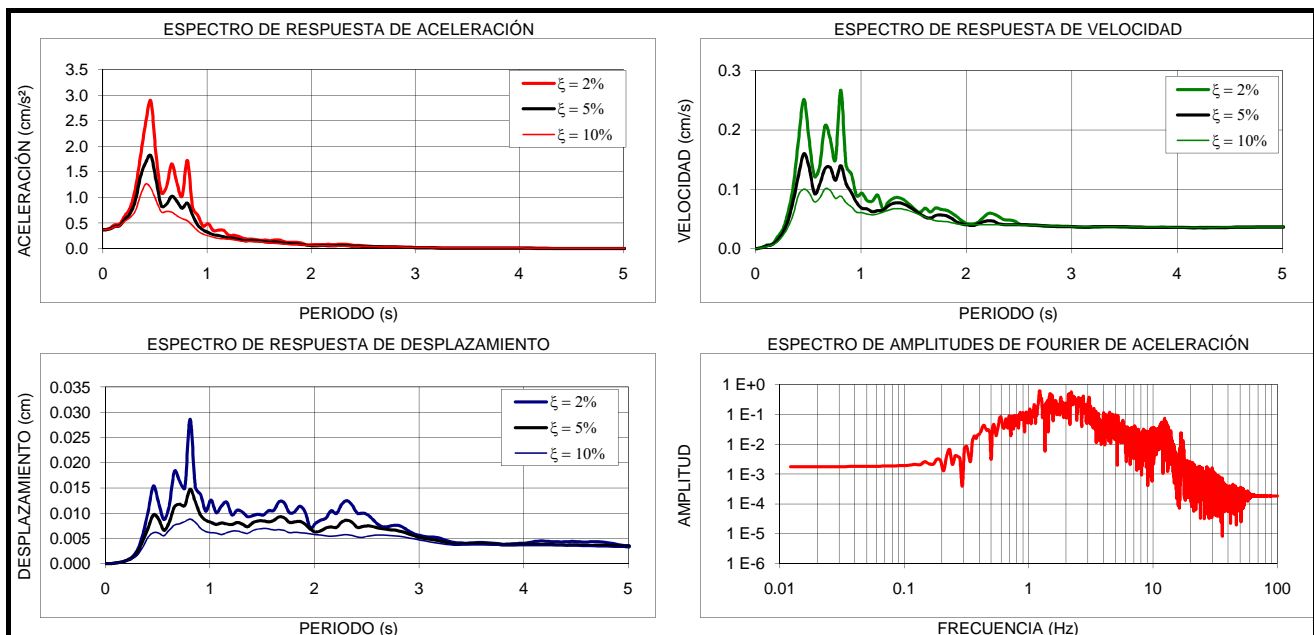 ESPECTRO DE RESPUESTA DE ACELERACIÓN
ACELERACIÓN (cm/s²)
3.5
3.0
2.5
2.0
1.5
1.0
0.5
0.0
ξ = 2%
ξ = 5%
ξ = 10%
0 1 2 3 4 5
PERIODO (s)
ESPECTRO DE RESPUESTA DE VELOCIDAD
VELOCIDAD (cm/s)
0.3
0.2
0.1
0.0
ξ = 2%
ξ = 5%
ξ = 10%
0 1 2 3 4 5
PERIODO (s)
ESPECTRO DE RESPUESTA DE DESPLAZAMIENTO
DESPLAZAMIENTO (cm)
0.035
0.030
0.025
0.020
0.015
0.010
0.005
0.000
ξ = 2%
ξ = 5%
ξ = 10%
0 1 2 3 4 5
PERIODO (s)
ESPECTRO DE AMPLITUDES DE FOURIER DE ACELERACIÓN
AMPLITUD
1 E+0
1 E-1
1 E-2
1 E-3
1 E-4
1 E-5
1 E-6
0.01 0.1 1 10 100
FRECUENCIA (Hz)